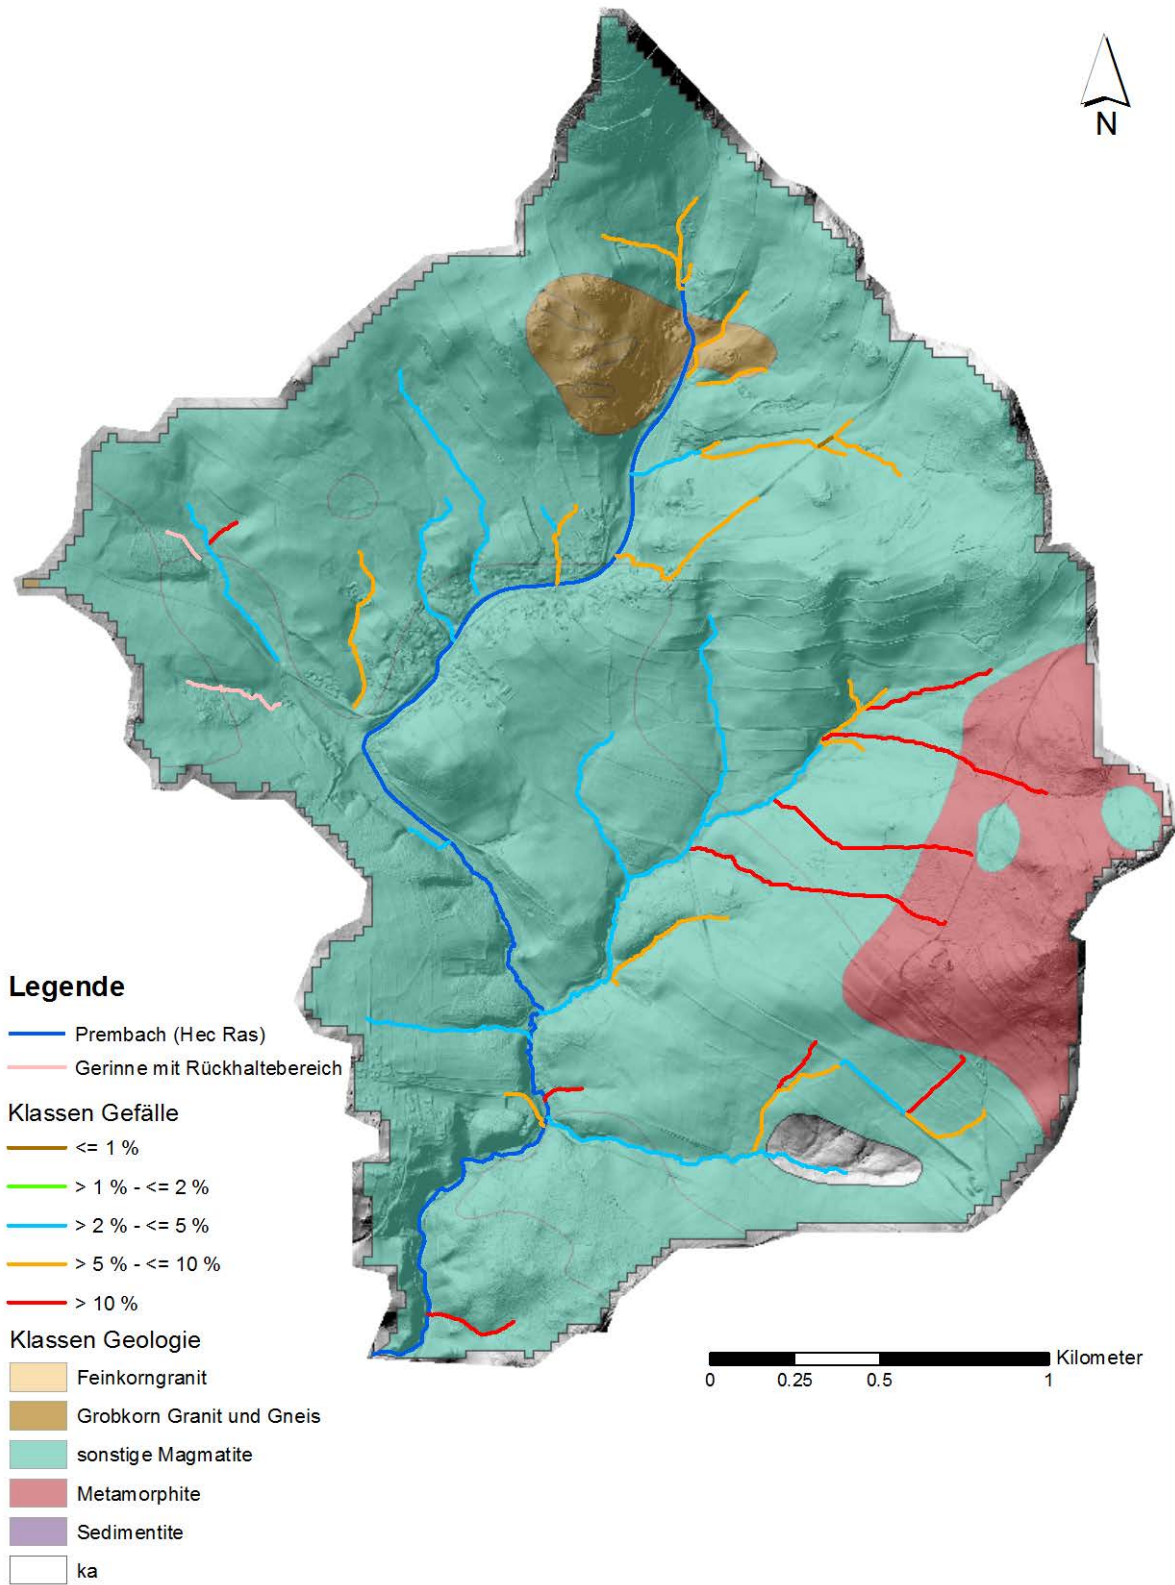 N
Legende
Prembach (Hec Ras)
Gerinne mit Rückhaltebereich
Klassen Gefälle
<= 1 %
> 1 % - <= 2 %
> 2 % - <= 5 %
> 5 % - <= 10 %
> 10 %
Klassen Geologie
Feinkorngranit
Grobkorn Granit und Gneis
sonstige Magmatite
Metamorphite
Sedimentite
ka
Kilometer
0 0.25 0.5 1